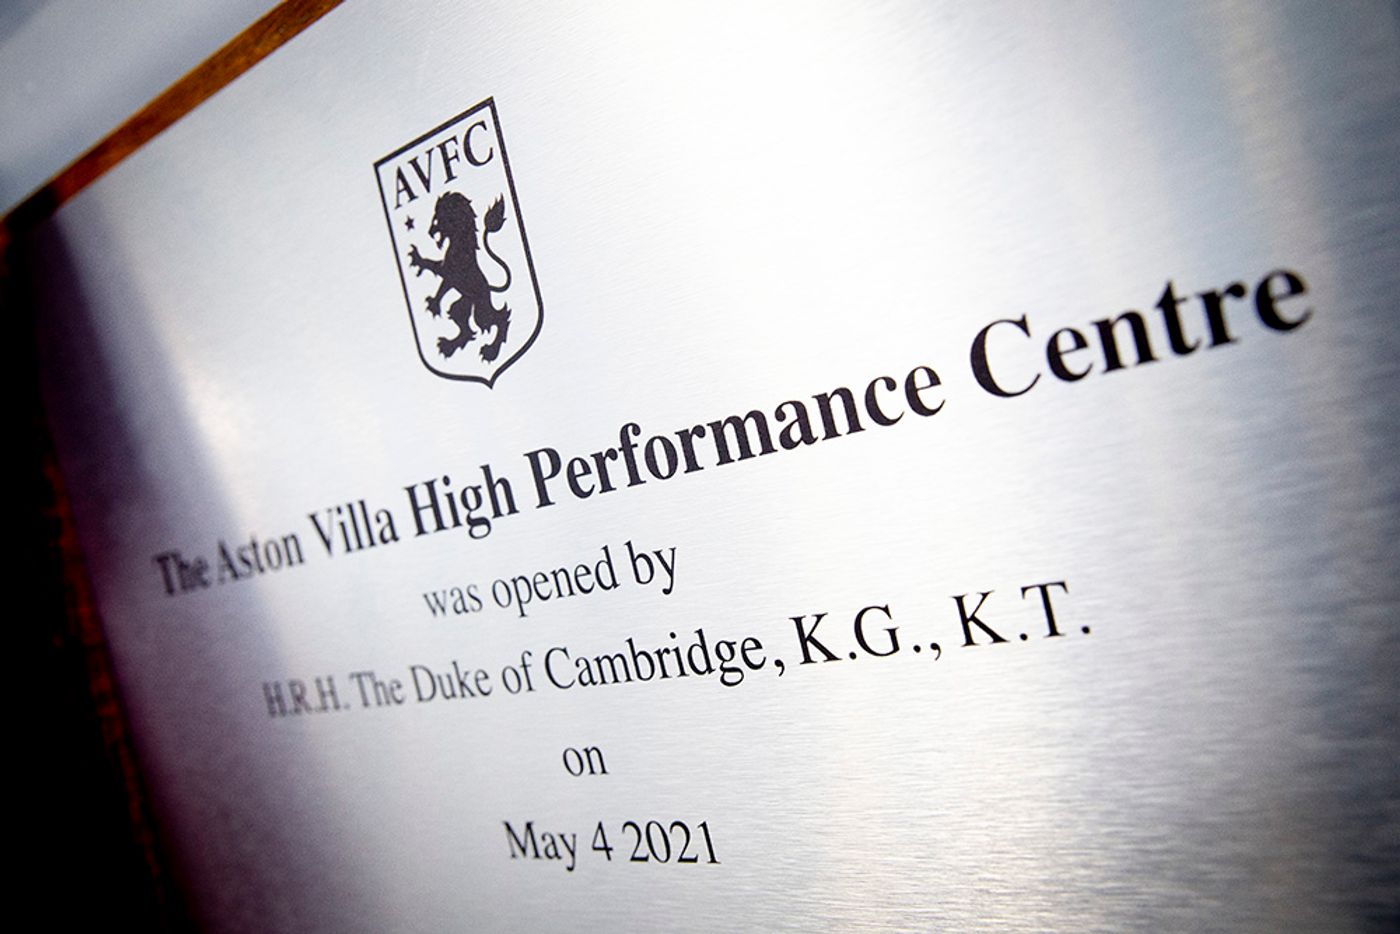 AVFC
The Aston Villa High Performance Centre
was opened by
H.R.H. The Duke of Cambridge, K.G., K.T.
on
May 4 2021